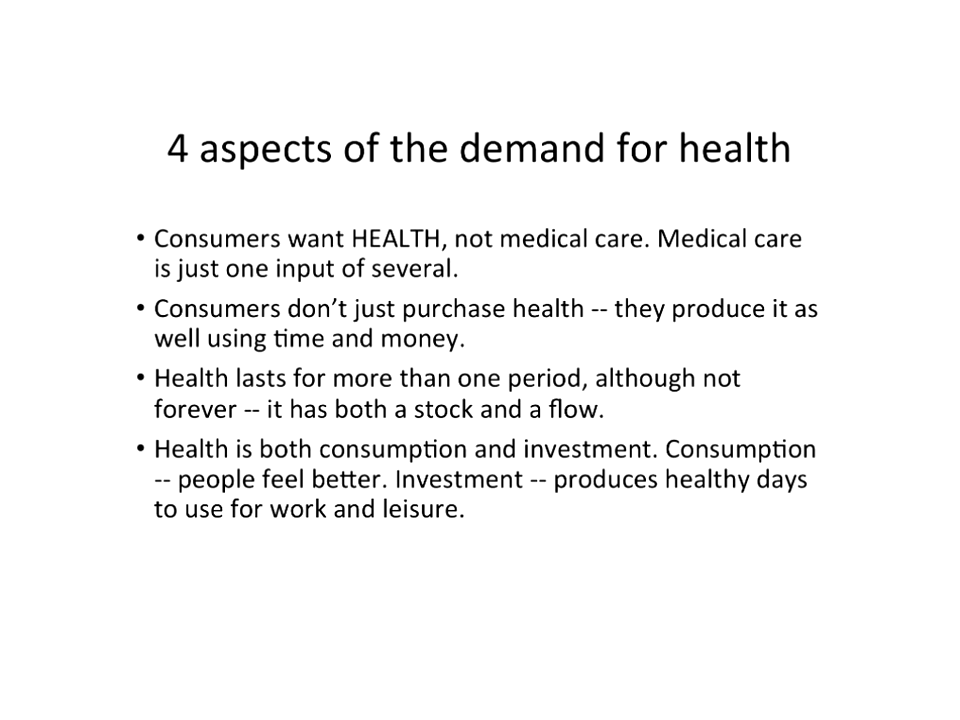 4 aspects of the demand for health
• Consumers want HEALTH, not medical care. Medical care
is just one input of several.
• Consumers don’t just purchase health -- they produce it as
well using time and money.
• Health lasts for more than one period, although not
forever -- it has both a stock and a flow.
• Health is both consumption and investment. Consumption
-- people feel better. Investment -- produces healthy days
to use for work and leisure.